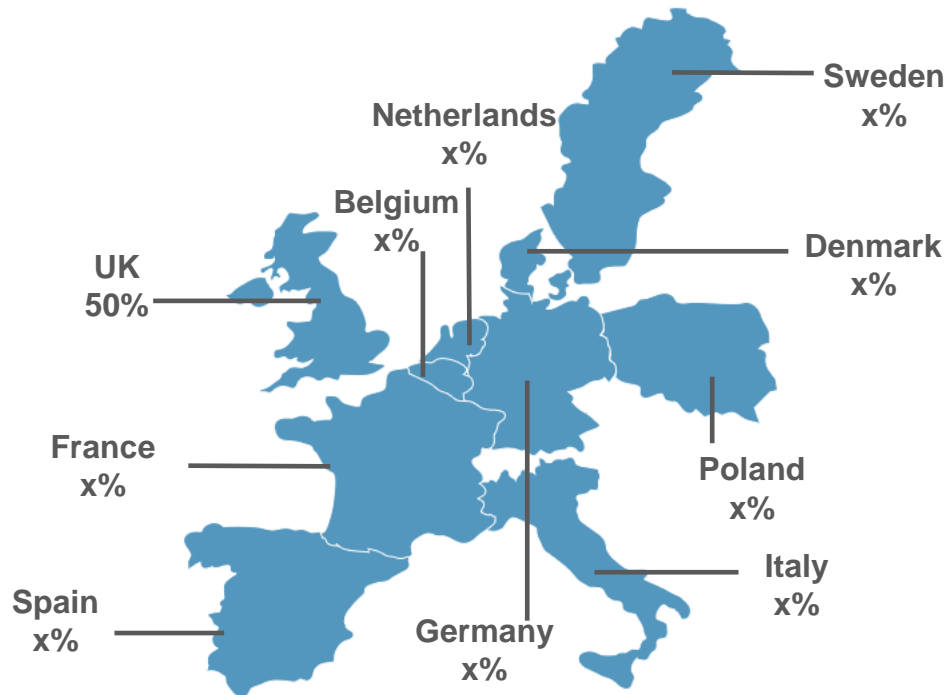 Sweden
x%
Netherlands
x%
Belgium
x%
Denmark
x%
UK
50%
France
x%
Poland
x%
Italy
x%
Spain
x%
Germany
x%